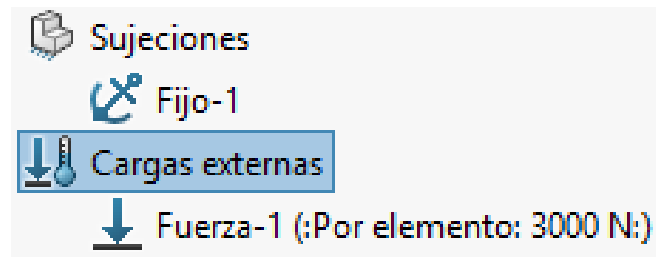 Sujeciones
Fijo-1
Cargas externas
Fuerza-1 (:Por elemento: 3000 N:)